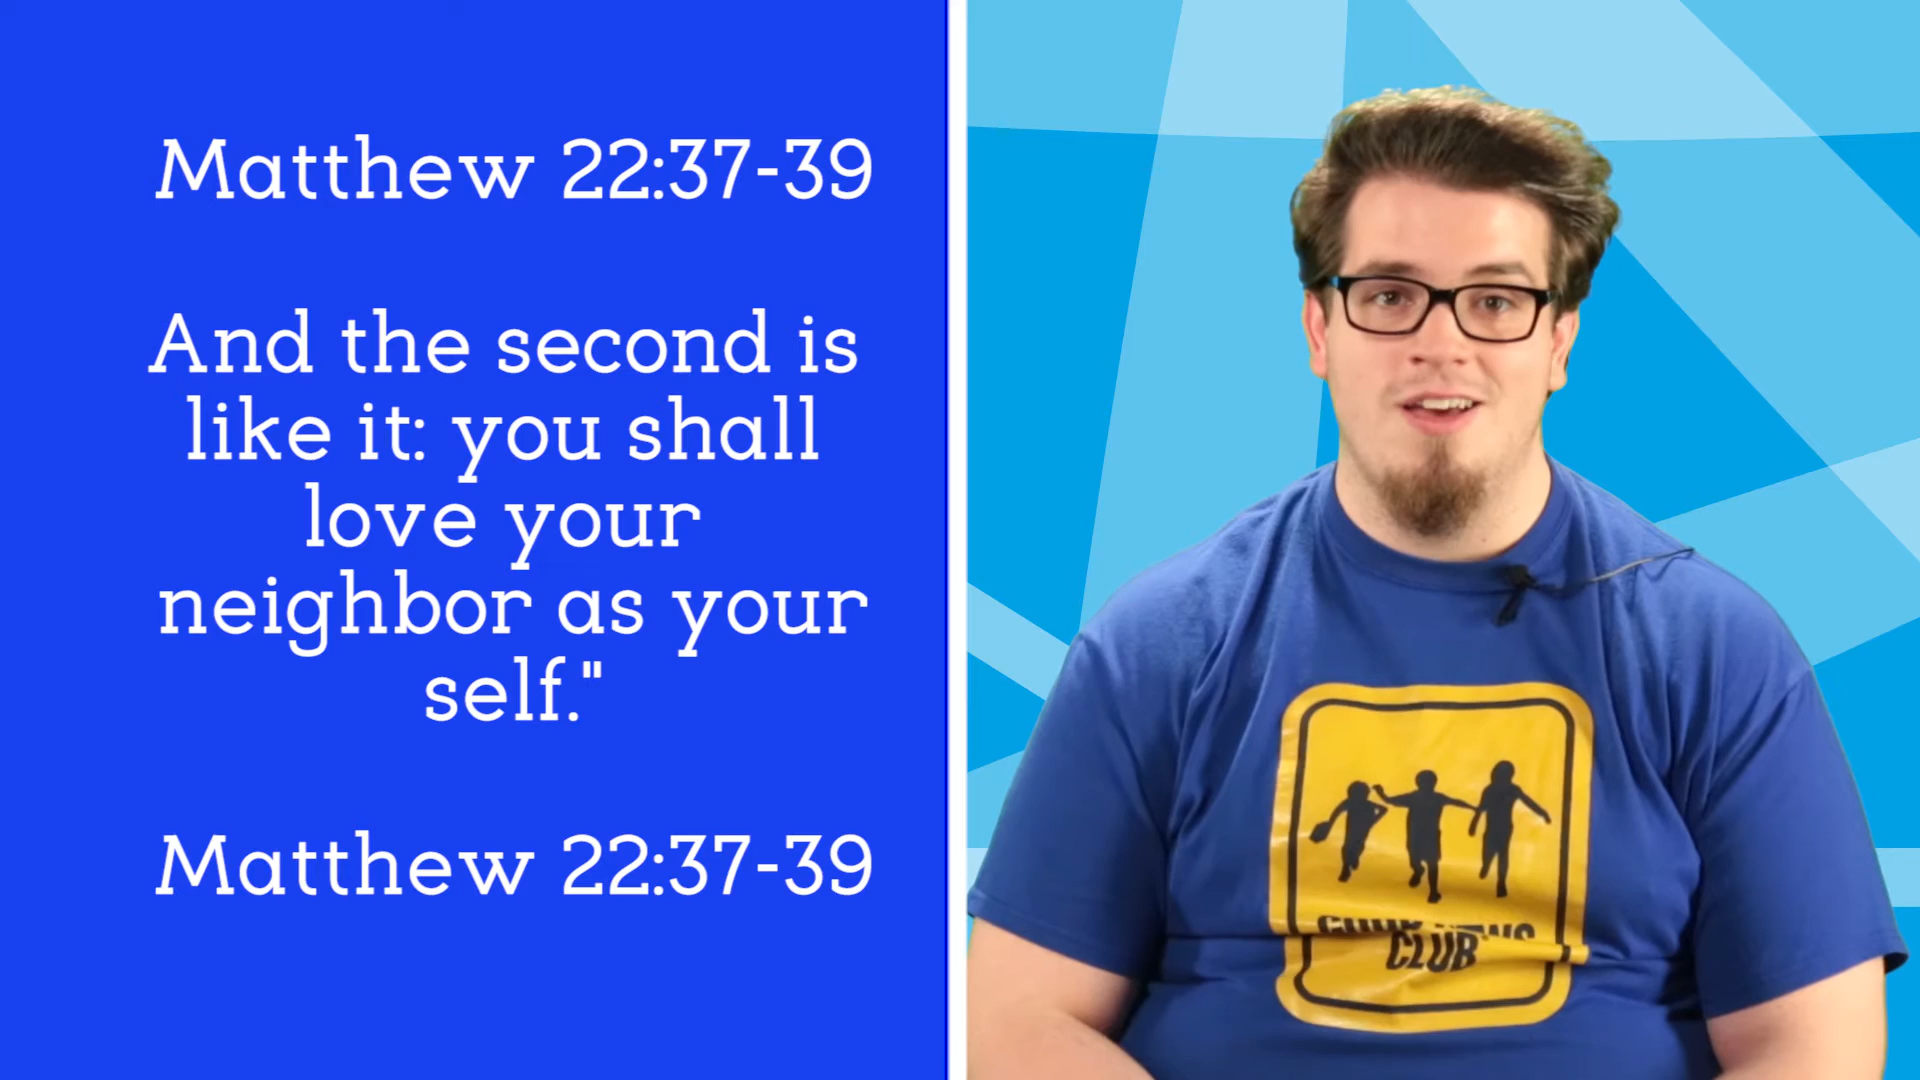 Matthew 22:37-39
And the second is
like it: you shall
love your
neighbor as your
self."
Matthew 22:37-39
CLUB